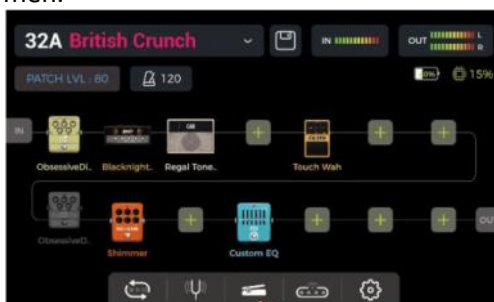 32A British Crunch
IN
OUT
L
R
PATCH LVL : 80
120
15%
IN
ObsessiveDi..
Blacknight..
Regal Tone..
Touch Wah
ObsessiveD..
Shimmer
Custom EQ
OU